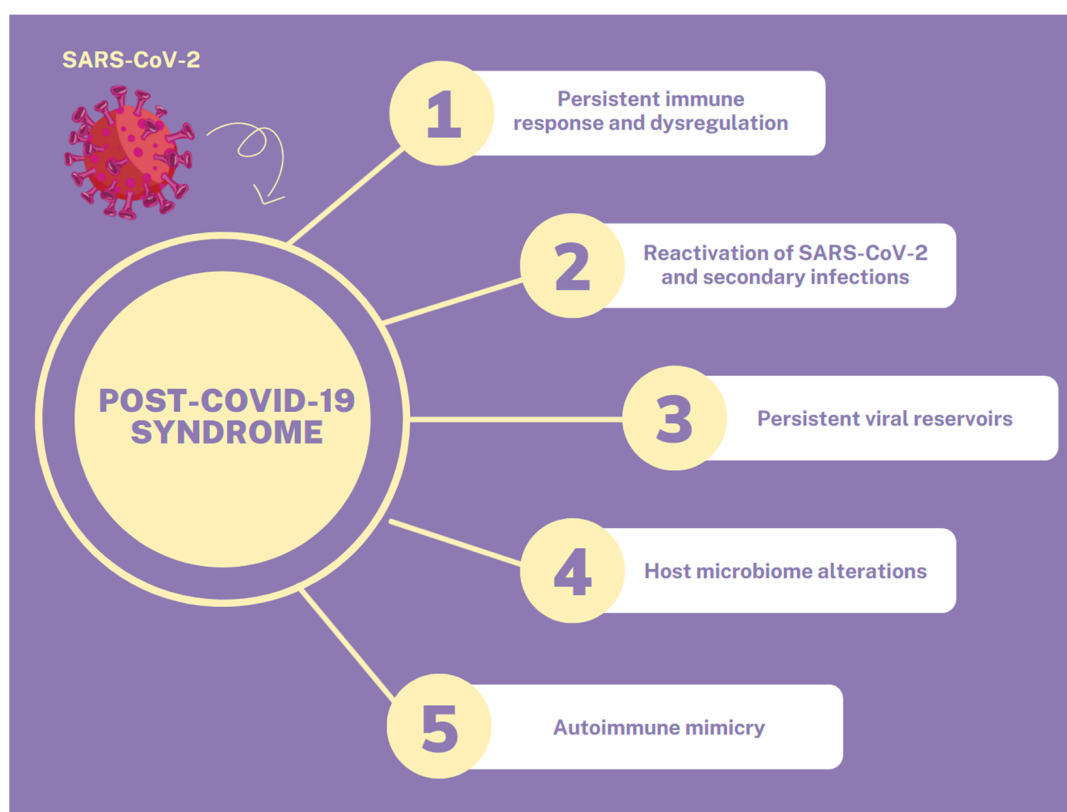 SARS-CoV-2
1
Persistent immune
response and dysregulation
2
Reactivation of SARS-CoV-2
and secondary infections
POST-COVID-19
SYNDROME
3
Persistent viral reservoirs
4
Host microbiome alterations
5
Autoimmune mimicry